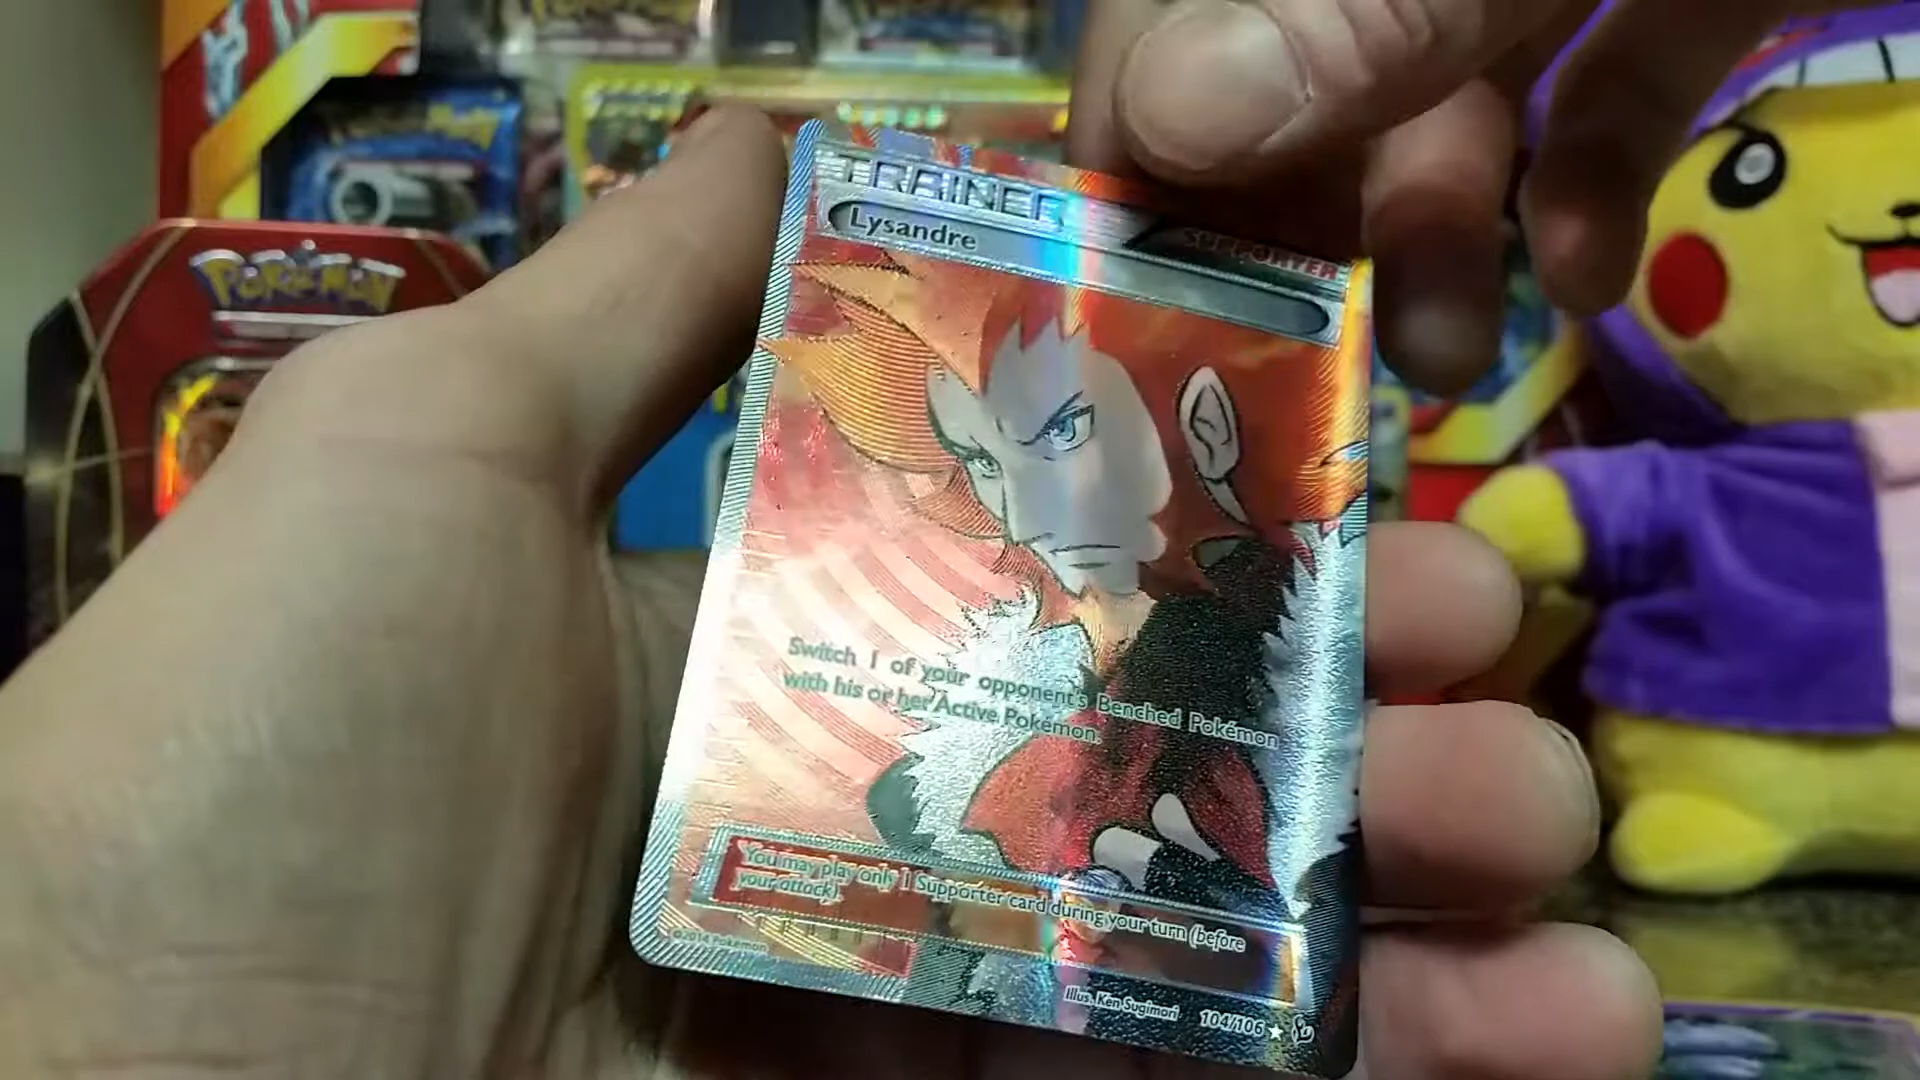 POKéMON
TRAINER
Lysandre
SUPPORTER
Switch 1 of your opponent's Benched Pokémon
with his or her Active Pokémon.
You may play only 1 Supporter card during your turn (before
your attack).
©2014 Pokémon
Illus. Ken Sugimori
104/106